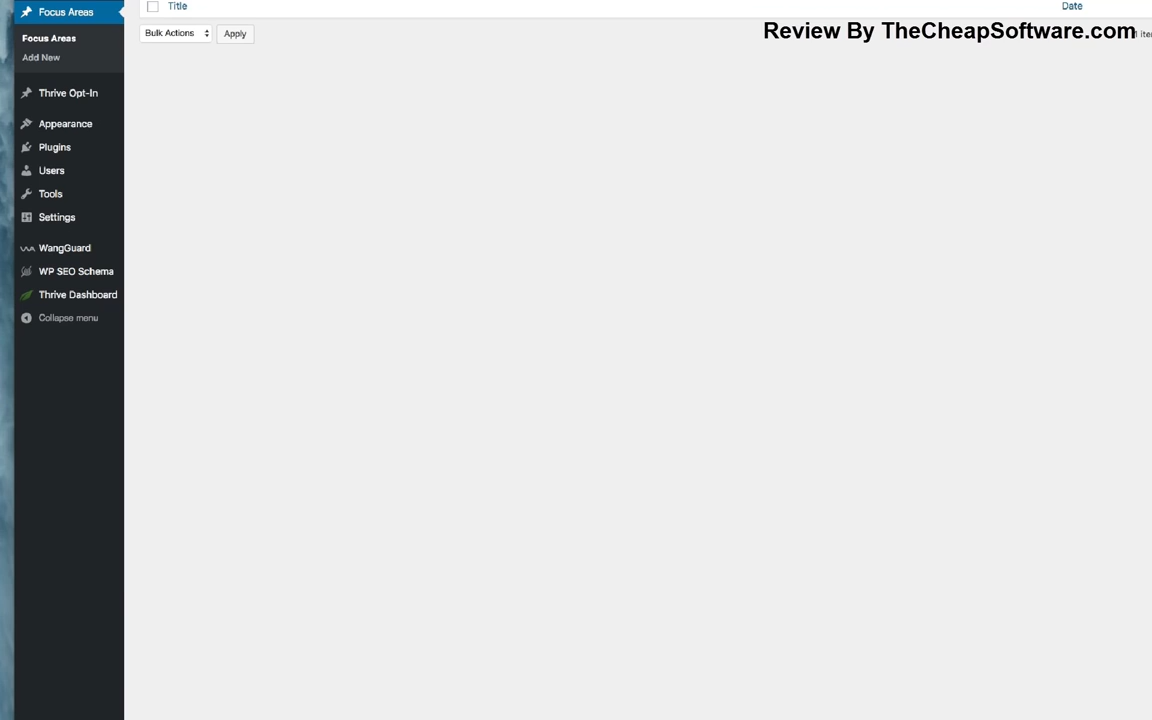 Focus Areas
Title
Date
Focus Areas
Bulk Actions
Apply
Review By TheCheapSoftware.com
Add New
Thrive Opt-In
Appearance
Plugins
Users
Tools
Settings
WangGuard
WP SEO Schema
Thrive Dashboard
Collapse menu